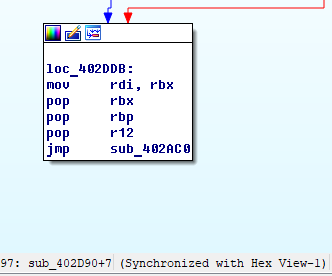 loc_402DDB:
mov rdi, rbx
pop rbx
pop rbp
pop r12
jmp sub_402AC0
97: sub_402D90+7 (Synchronized with Hex View-1)